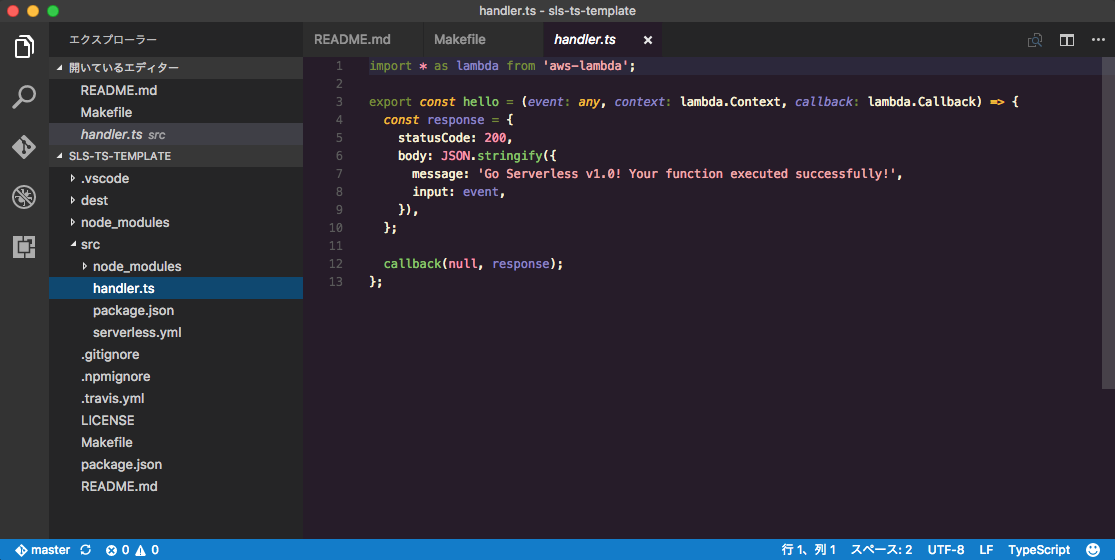 handler.ts - sls-ts-template
エクスプローラー
開いているエディター
README.md
Makefile
handler.ts src
SLS-TS-TEMPLATE
.vscode
dest
node_modules
src
node_modules
handler.ts
package.json
serverless.yml
.gitignore
.npmignore
.travis.yml
LICENSE
Makefile
package.json
README.md
README.md Makefile handler.ts ×
1 import * as lambda from 'aws-lambda';
2
3 export const hello = (event: any, context: lambda.Context, callback: lambda.Callback) => {
4 const response = {
5 statusCode: 200,
6 body: JSON.stringify({
7 message: 'Go Serverless v1.0! Your function executed successfully!',
8 input: event,
9 }),
10 };
11
12 callback(null, response);
13 };
master 0 0 行 1、列 1 スペース: 2 UTF-8 LF TypeScript